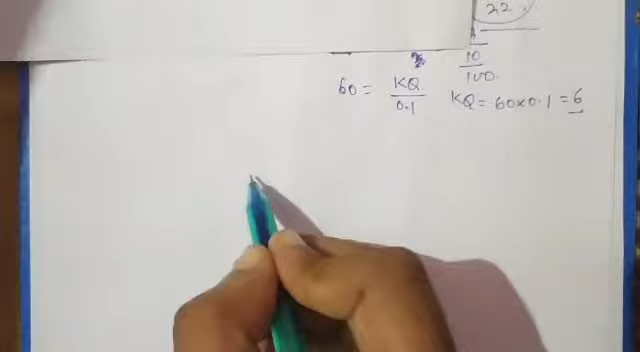 22
10
100
60 = KQ
0.1
KQ = 60 x 0.1 = 6